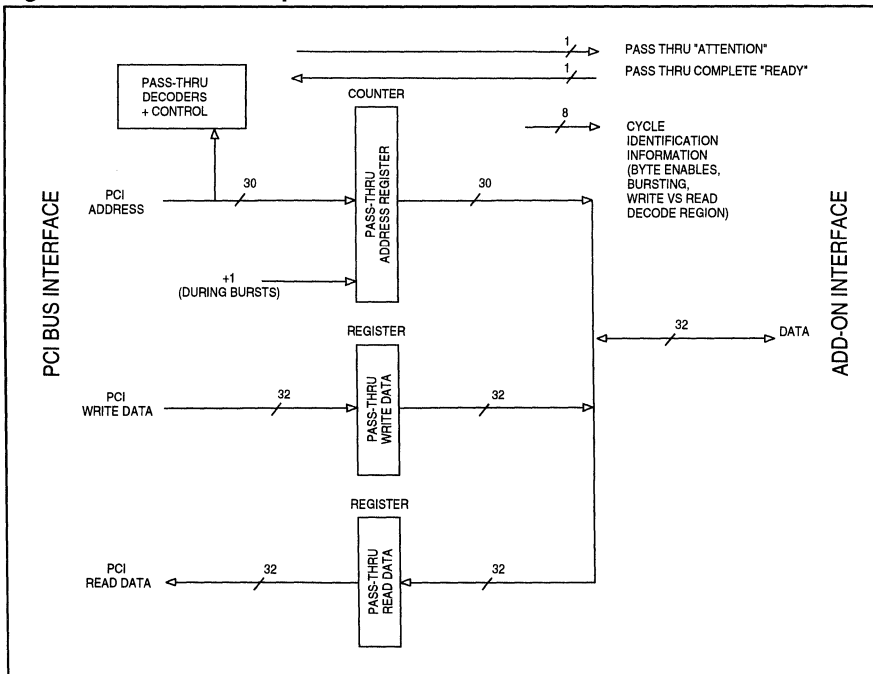 PASS THRU "ATTENTION"
PASS THRU COMPLETE "READY"
1
1
PASS-THRU
DECODERS
+ CONTROL
COUNTER
8
CYCLE
IDENTIFICATION
INFORMATION
(BYTE ENABLES,
BURSTING,
WRITE VS READ
DECODE REGION)
PCI BUS INTERFACE
PCI
ADDRESS
30
PASS-THRU
ADDRESS REGISTER
30
+1
(DURING BURSTS)
ADD-ON INTERFACE
32
DATA
REGISTER
PCI
WRITE DATA
32
PASS-THRU
WRITE DATA
32
REGISTER
PCI
READ DATA
32
PASS-THRU
READ DATA
32